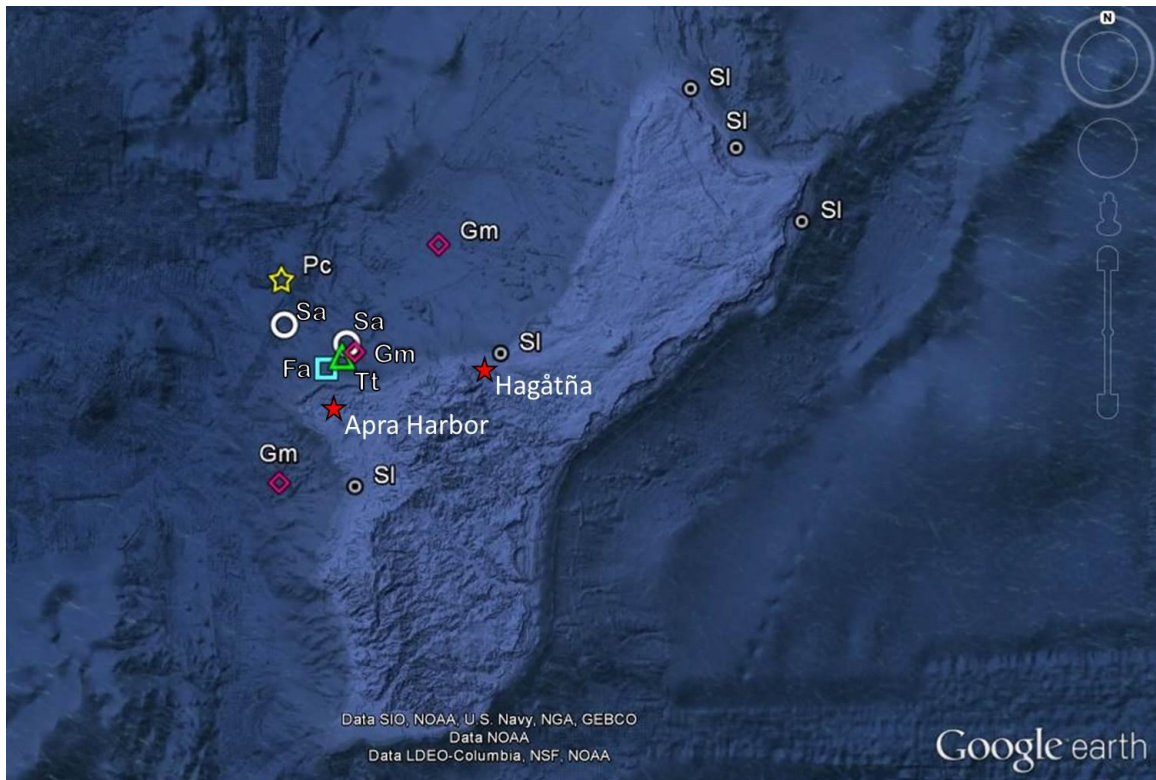 N
Sl
Sl
Sl
Gm
Pc
Sa
Sa
Sl
Gm
Fa
Tt
Hagåtña
Apra Harbor
Gm
Sl
Data SIO, NOAA, U.S. Navy, NGA, GEBCO
Data NOAA
Data LDEO-Columbia, NSF, NOAA
Google earth